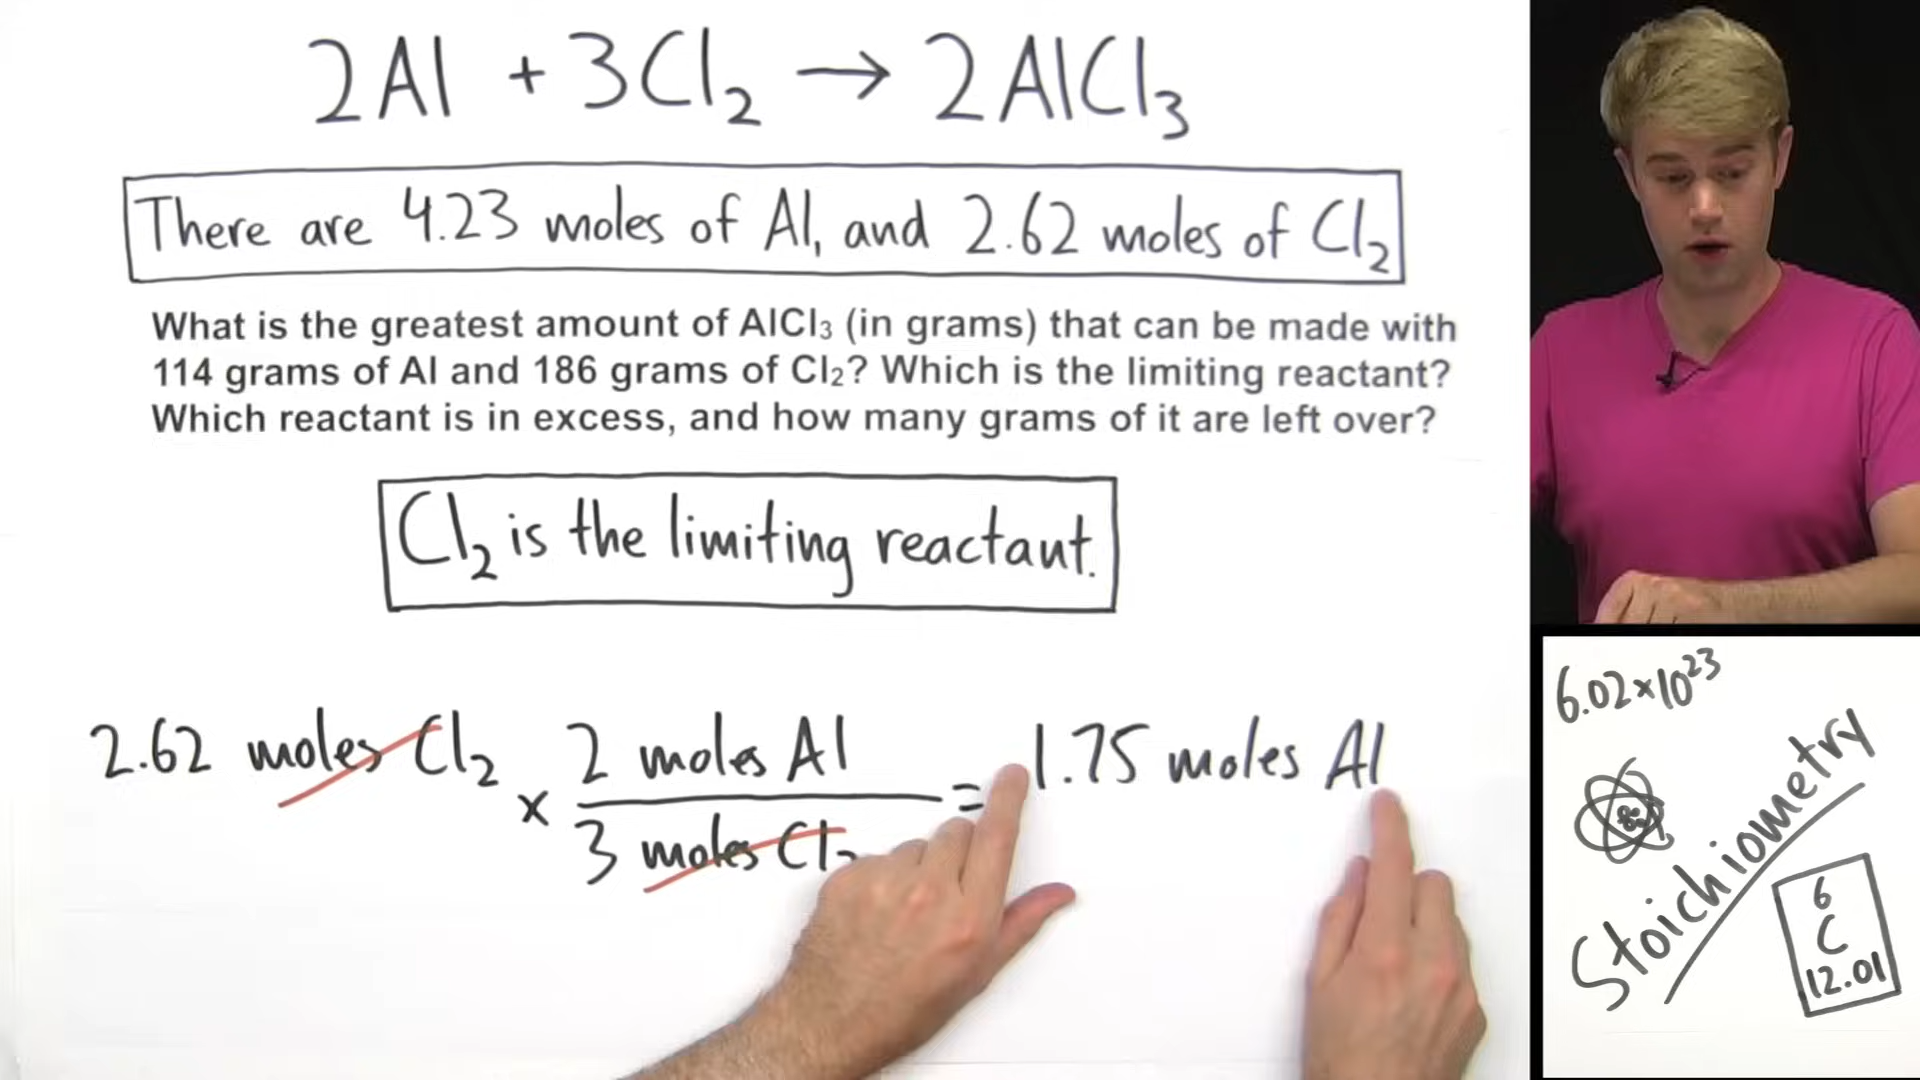 2Al + 3Cl₂ → 2AlCl₃
There are 4.23 moles of Al, and 2.62 moles of Cl₂
What is the greatest amount of AlCl₃ (in grams) that can be made with
114 grams of Al and 186 grams of Cl₂? Which is the limiting reactant?
Which reactant is in excess, and how many grams of it are left over?
Cl₂ is the limiting reactant.
2.62 moles Cl₂ × 2 moles Al = 1.75 moles Al
3 moles Cl₂
6.02×10²³
Stoichiometry
6
C
12.01